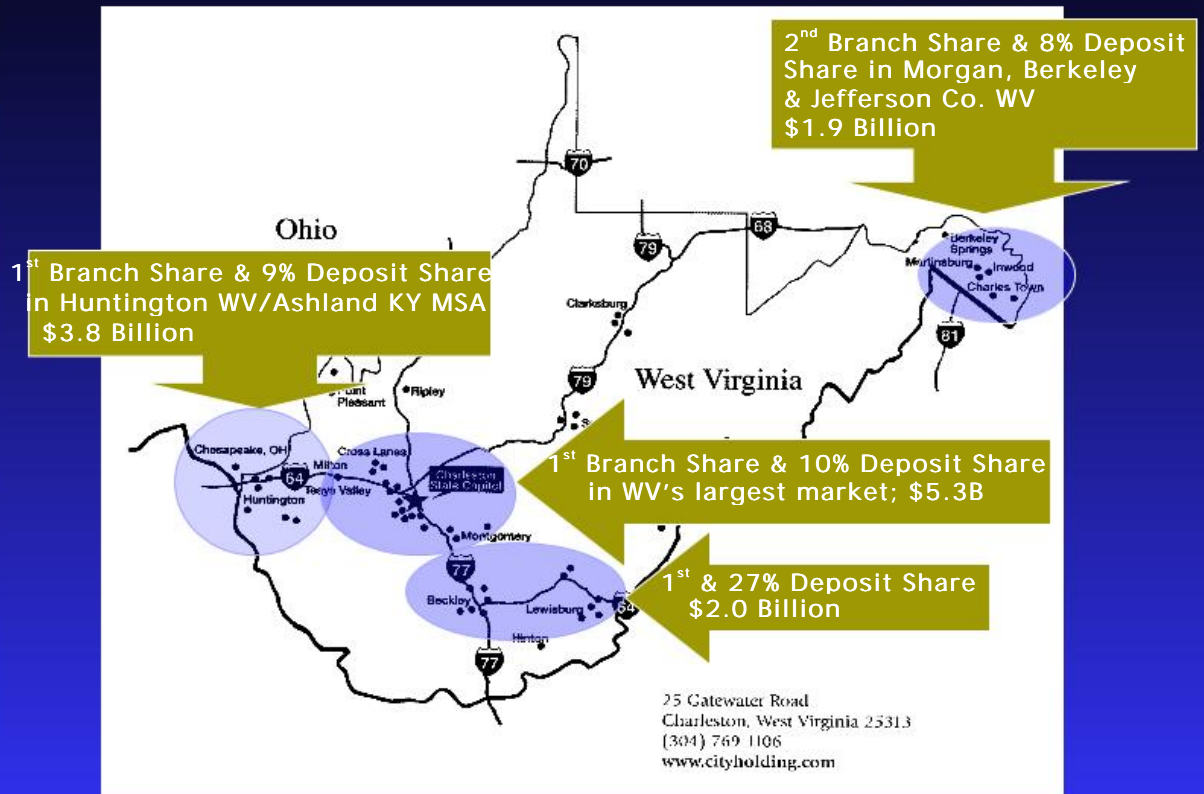 2nd Branch Share & 8% Deposit
Share in Morgan, Berkeley
& Jefferson Co. WV
$1.9 Billion
70
Ohio
79
68
Berkeley
Springs
Martinsburg
Inwood
Charles Town
1st Branch Share & 9% Deposit Share
in Huntington WV/Ashland KY MSA
$3.8 Billion
Clarksburg
81
79
West Virginia
Point
Pleasant
Ripley
S
Chesapeake, OH
Cross Lanes
Milton
64
Teays Valley
Charleston
State Capitol
Huntington
1st Branch Share & 10% Deposit Share
in WV's largest market; $5.3B
Montgomery
77
1st & 27% Deposit Share
$2.0 Billion
Beckley
Lewisburg
64
Hinton
77
25 Gatewater Road
Charleston, West Virginia 25313
(304) 769 1106
www.cityholding.com